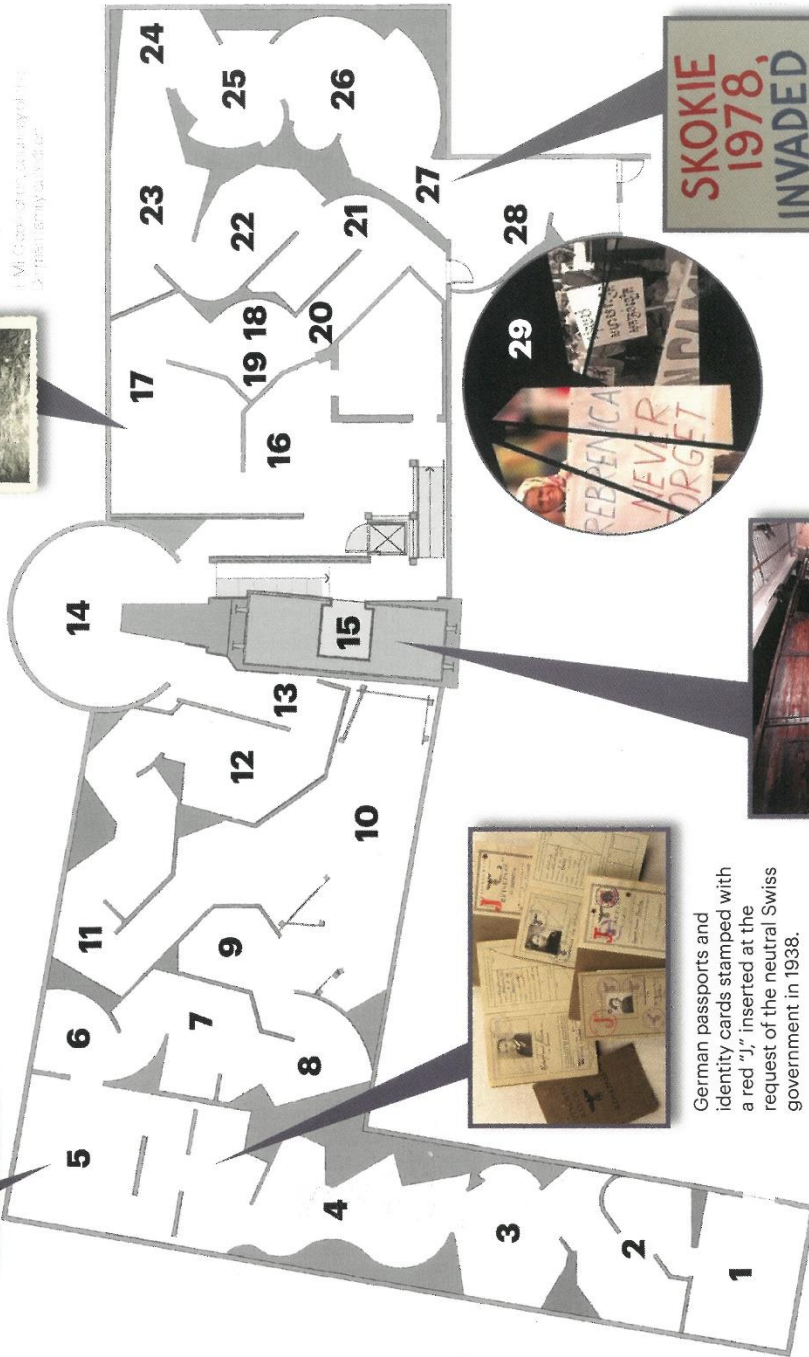 24
25
26
23
22
21
27
28
17
18
19
20
16
29
REBRENICA
NEVER
ORGET
SKOKIE
1978,
INVADED
14
15
13
12
10
11
9
6
7
8
5
4
3
2
1
J
J
J
J
German passports and
identity cards stamped with
a red "J," inserted at the
request of the neutral Swiss
government in 1938.